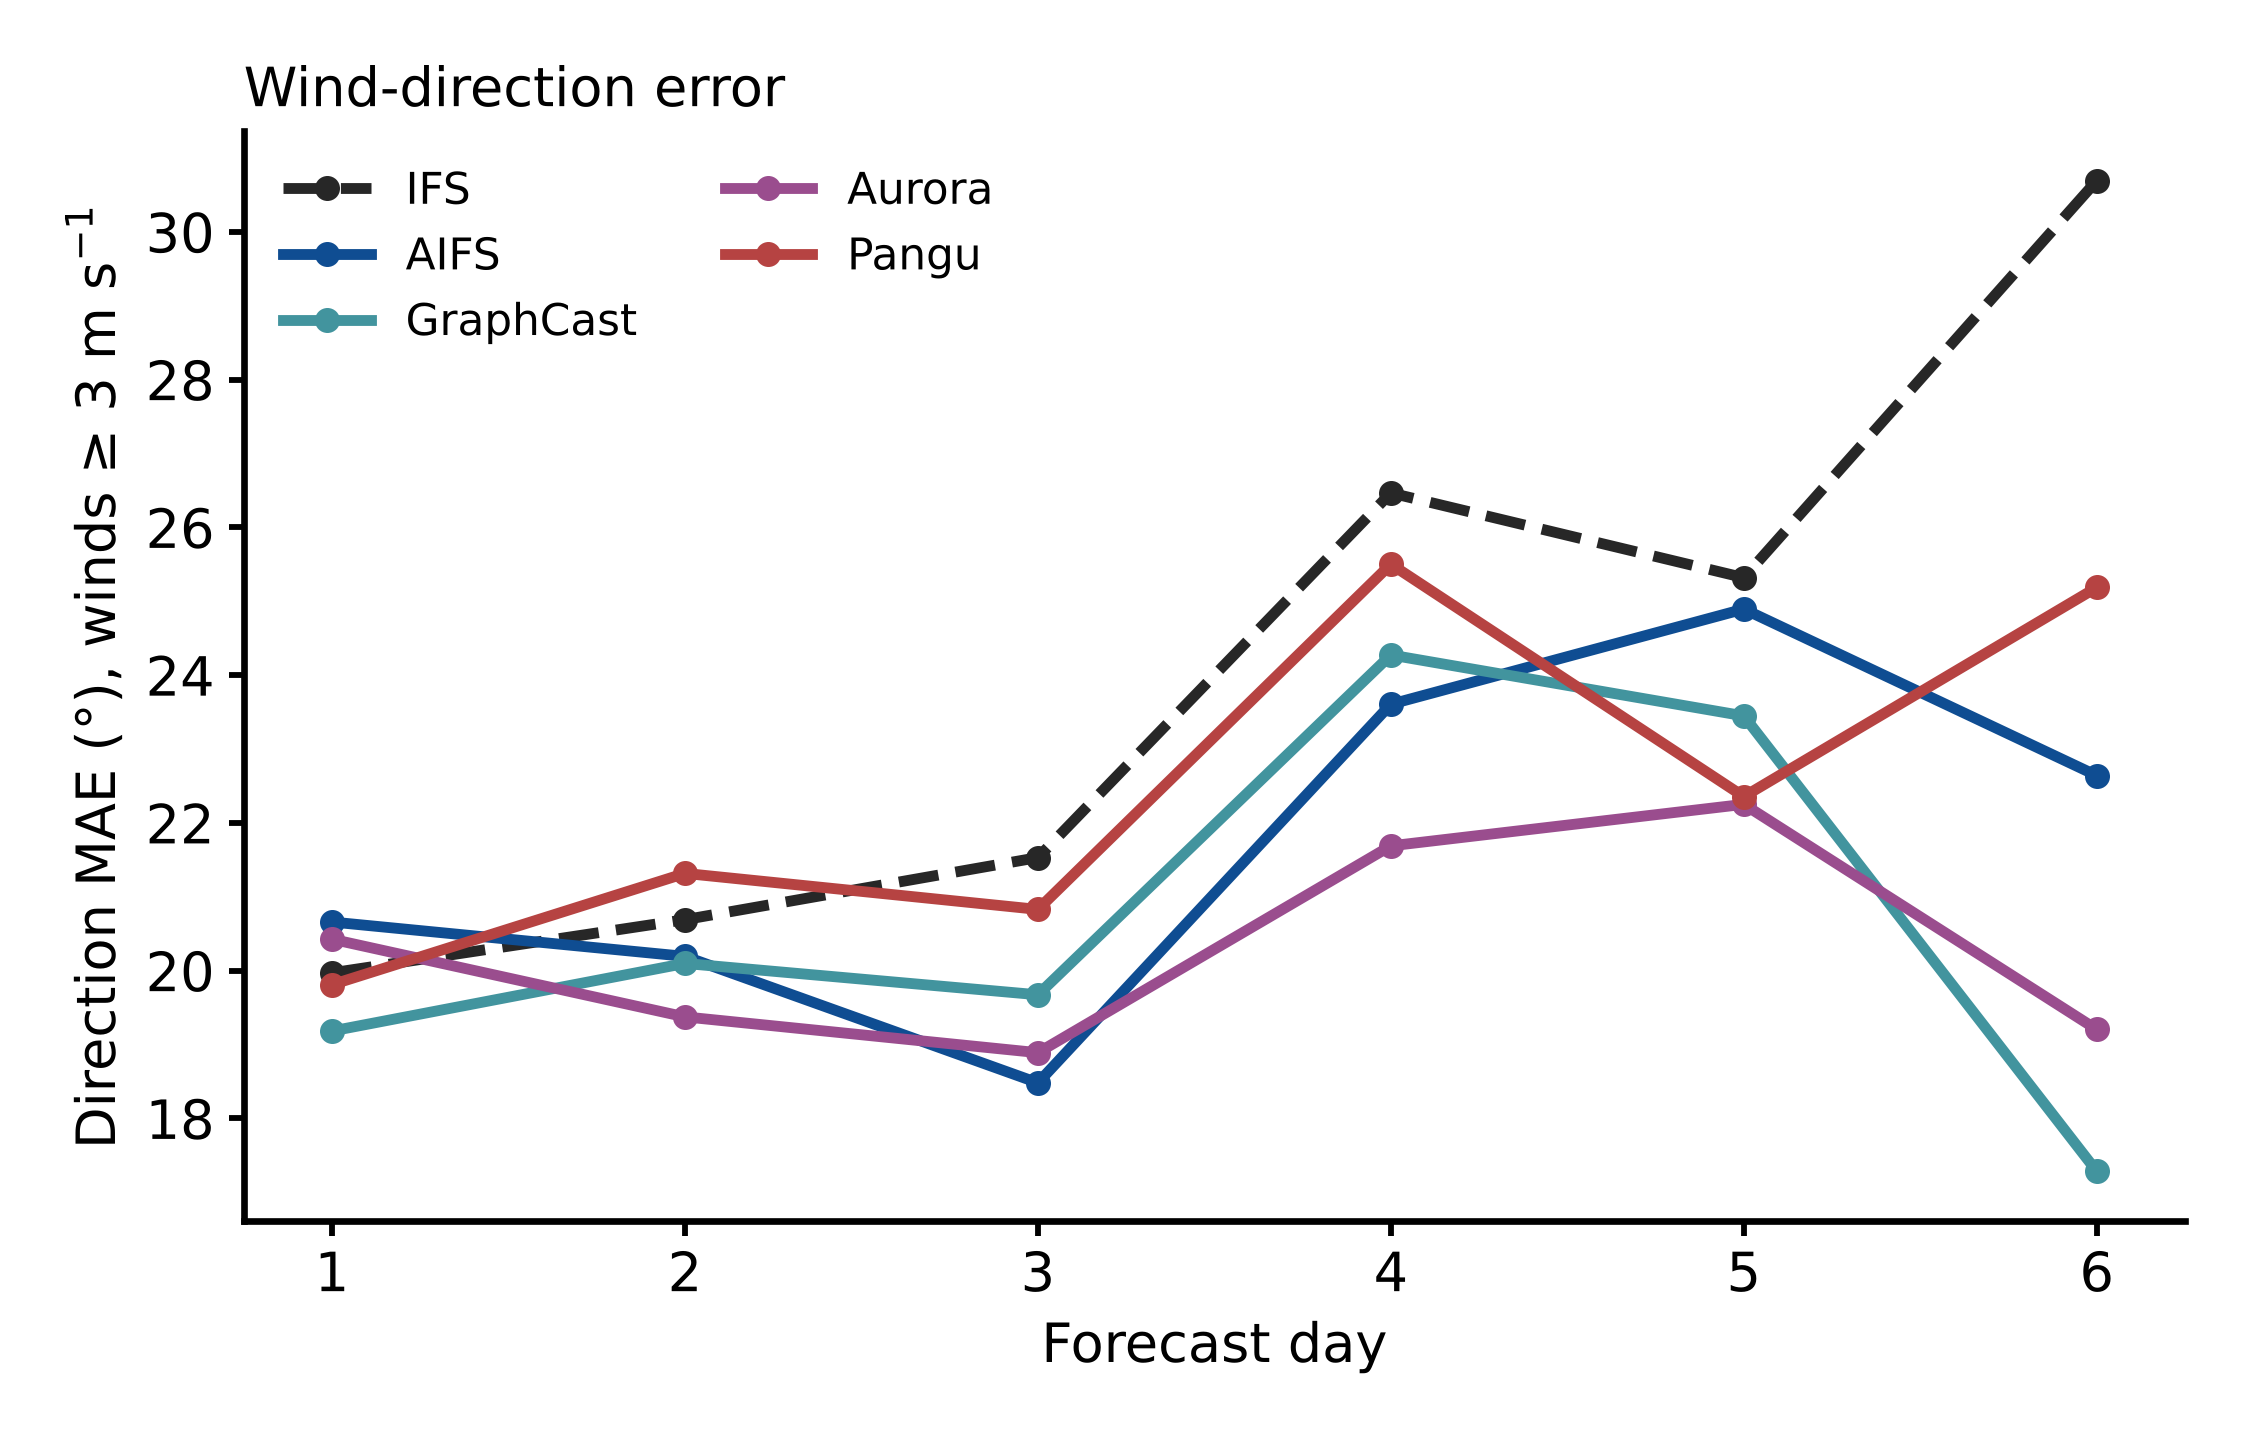 Wind-direction error
IFS
AIFS
GraphCast
Aurora
Pangu
Direction MAE (°), winds ≥ 3 m s⁻¹
30
28
26
24
22
20
18
1 2 3 4 5 6
Forecast day